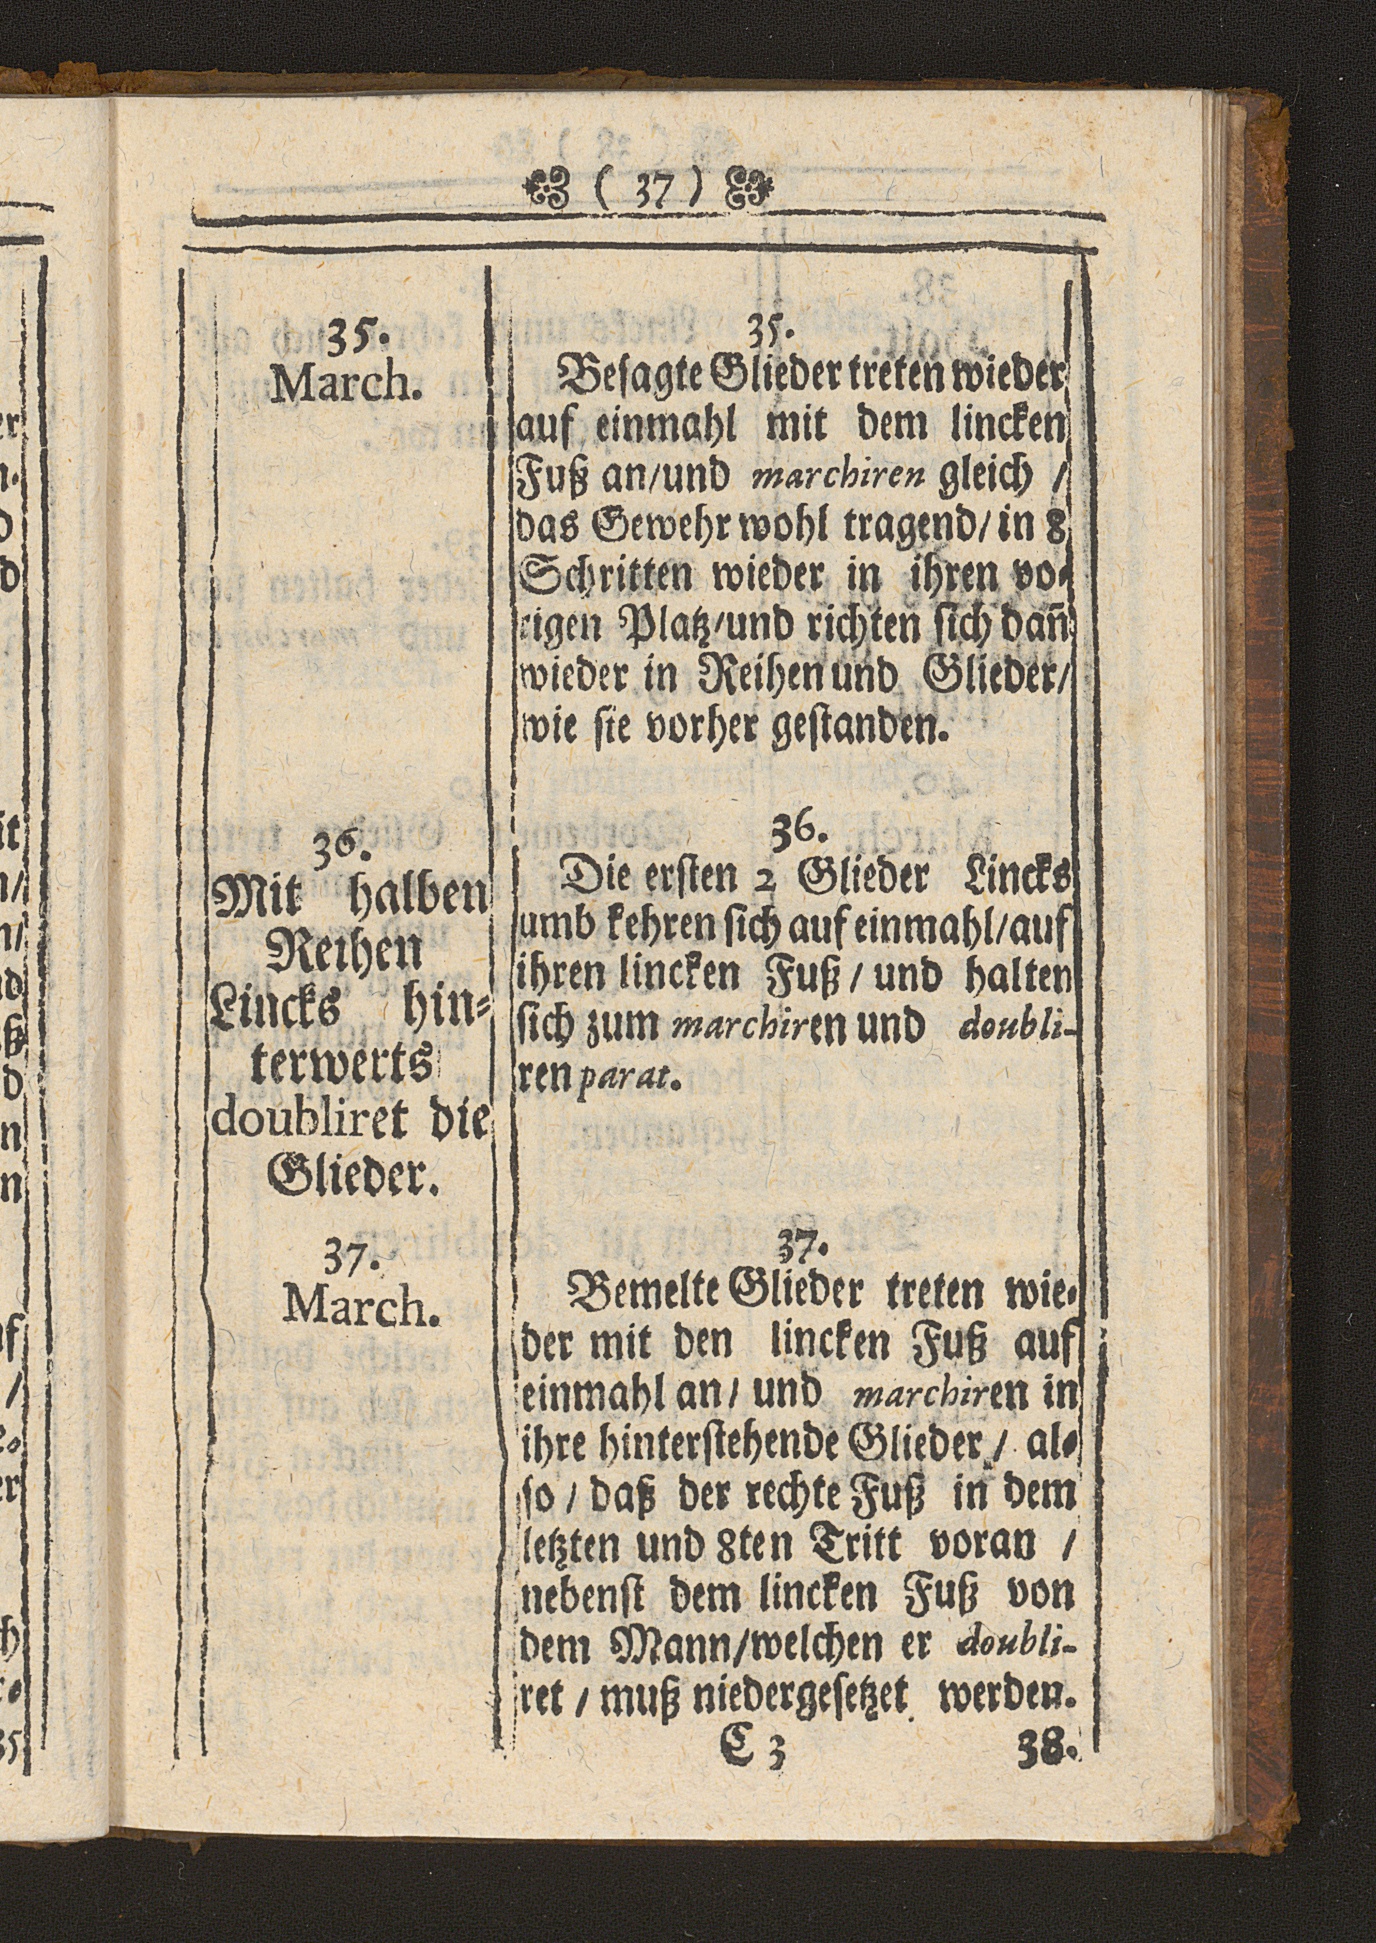 ( 37 )
35.
March.
35.
Besagte Glieder treten wieder
auf einmahl mit dem lincken
Fuß an/und marchiren gleich /
das Gewehr wohl tragend/ in 8
Schritten wieder in ihren vo-
rigen Platz/und richten sich dan̄
wieder in Reihen und Glieder/
wie sie vorher gestanden.
36.
Mit halben
Reihen
Lincks hin-
terwerts
doubliret die
Glieder.
36.
Die ersten 2 Glieder Lincks
umb kehren sich auf einmahl/auf
ihren lincken Fuß / und halten
sich zum marchiren und doubli-
ren parat.
37.
March.
37.
Bemelte Glieder treten wie-
der mit den lincken Fuß auf
einmahl an / und marchiren in
ihre hinterstehende Glieder / al-
so / daß der rechte Fuß in dem
letzten und 8ten Tritt voran /
nebenst dem lincken Fuß von
dem Mann/welchen er doubli-
ret / muß niedergesetzet werden.
C 3
38.